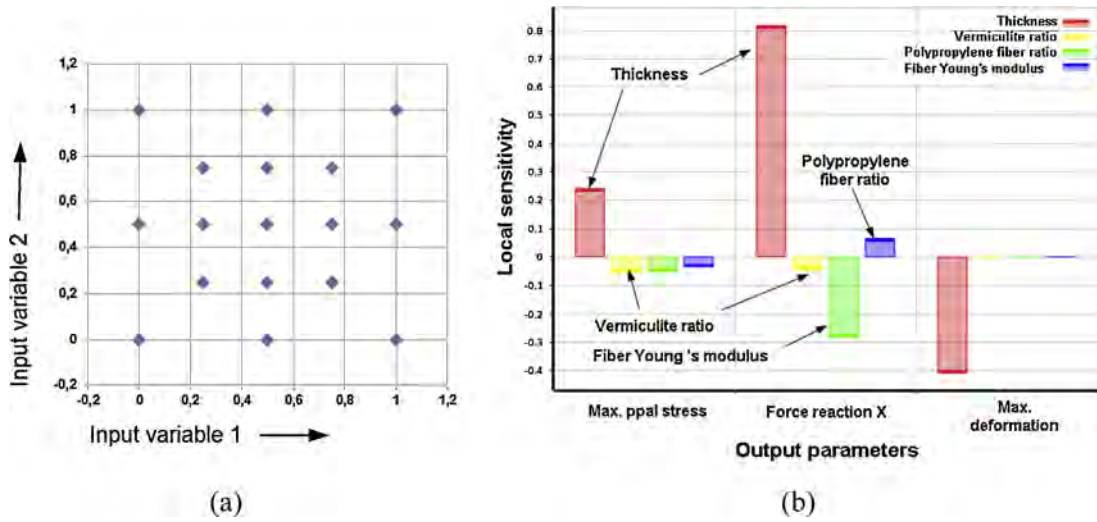 1,2
1
0,8
0,6
0,4
0,2
0
-0,2
-0,2
0
0,2
0,4
0,6
0,8
1
1,2
Input variable 2
Input variable 1
(a)
Thickness
Vermiculite ratio
Polypropylene fiber ratio
Fiber Young's modulus
0.8
0.7
0.6
0.5
0.4
0.3
0.2
0.1
0
-0.1
-0.2
-0.3
-0.4
Local sensitivity
Thickness
Polypropylene
fiber ratio
Vermiculite ratio
Fiber Young 's modulus
Max. ppal stress
Force reaction X
Max.
deformation
Output parameters
(b)